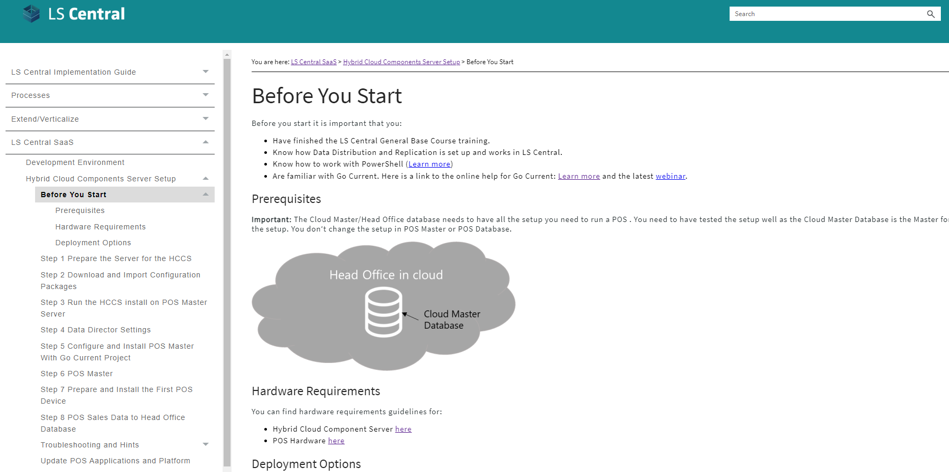 LS Central
Search
LS Central Implementation Guide
Processes
Extend/Verticalize
LS Central SaaS
Development Environment
Hybrid Cloud Components Server Setup
Before You Start
Prerequisites
Hardware Requirements
Deployment Options
Step 1 Prepare the Server for the HCCS
Step 2 Download and Import Configuration
Packages
Step 3 Run the HCCS install on POS Master
Server
Step 4 Data Director Settings
Step 5 Configure and Install POS Master
With Go Current Project
Step 6 POS Master
Step 7 Prepare and Install the First POS
Device
Step 8 POS Sales Data to Head Office
Database
Troubleshooting and Hints
Update POS Aapplications and Platform
You are here: LS Central SaaS > Hybrid Cloud Components Server Setup > Before You Start
Before You Start
Before you start it is important that you:
• Have finished the LS Central General Base Course training.
• Know how Data Distribution and Replication is set up and works in LS Central.
• Know how to work with PowerShell (Learn more)
• Are familiar with Go Current. Here is a link to the online help for Go Current: Learn more and the latest webinar.
Prerequisites
Important: The Cloud Master/Head Office database needs to have all the setup you need to run a POS . You need to have tested the setup well as the Cloud Master Database is the Master for
the setup. You don't change the setup in POS Master or POS Database.
Head Office in cloud
Cloud Master
Database
Hardware Requirements
You can find hardware requirements guidelines for:
• Hybrid Cloud Component Server here
• POS Hardware here
Deployment Options